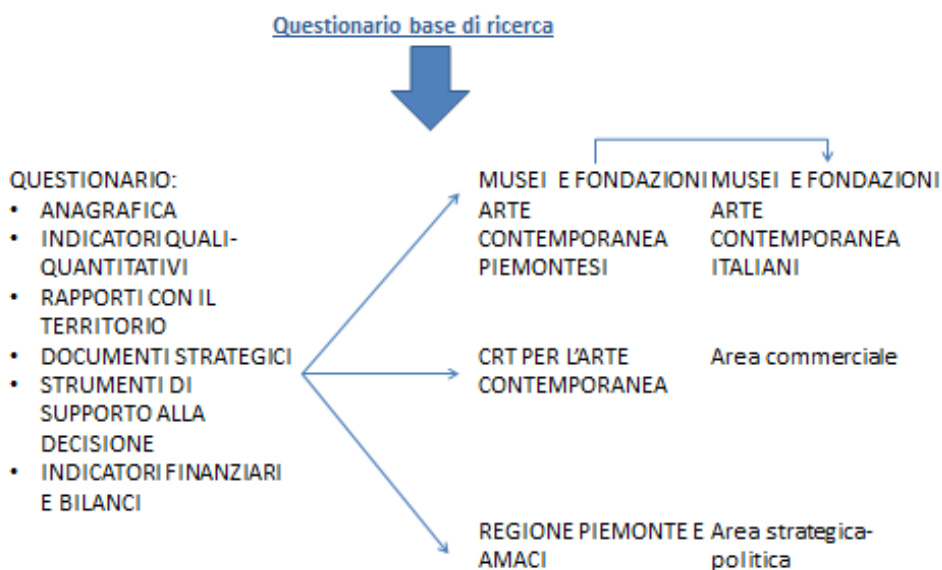 Questionario base di ricerca
QUESTIONARIO:
• ANAGRAFICA
• INDICATORI QUALI-
QUANTITATIVI
• RAPPORTI CON IL
TERRITORIO
• DOCUMENTI STRATEGICI
• STRUMENTI DI
SUPPORTO ALLA
DECISIONE
• INDICATORI FINANZIARI
E BILANCI
MUSEI E FONDAZIONI
ARTE
CONTEMPORANEA
PIEMONTESI
MUSEI E FONDAZIONI
ARTE
CONTEMPORANEA
ITALIANI
CRT PER L'ARTE
CONTEMPORANEA
Area commerciale
REGIONE PIEMONTE E
AMACI
Area strategica-
politica